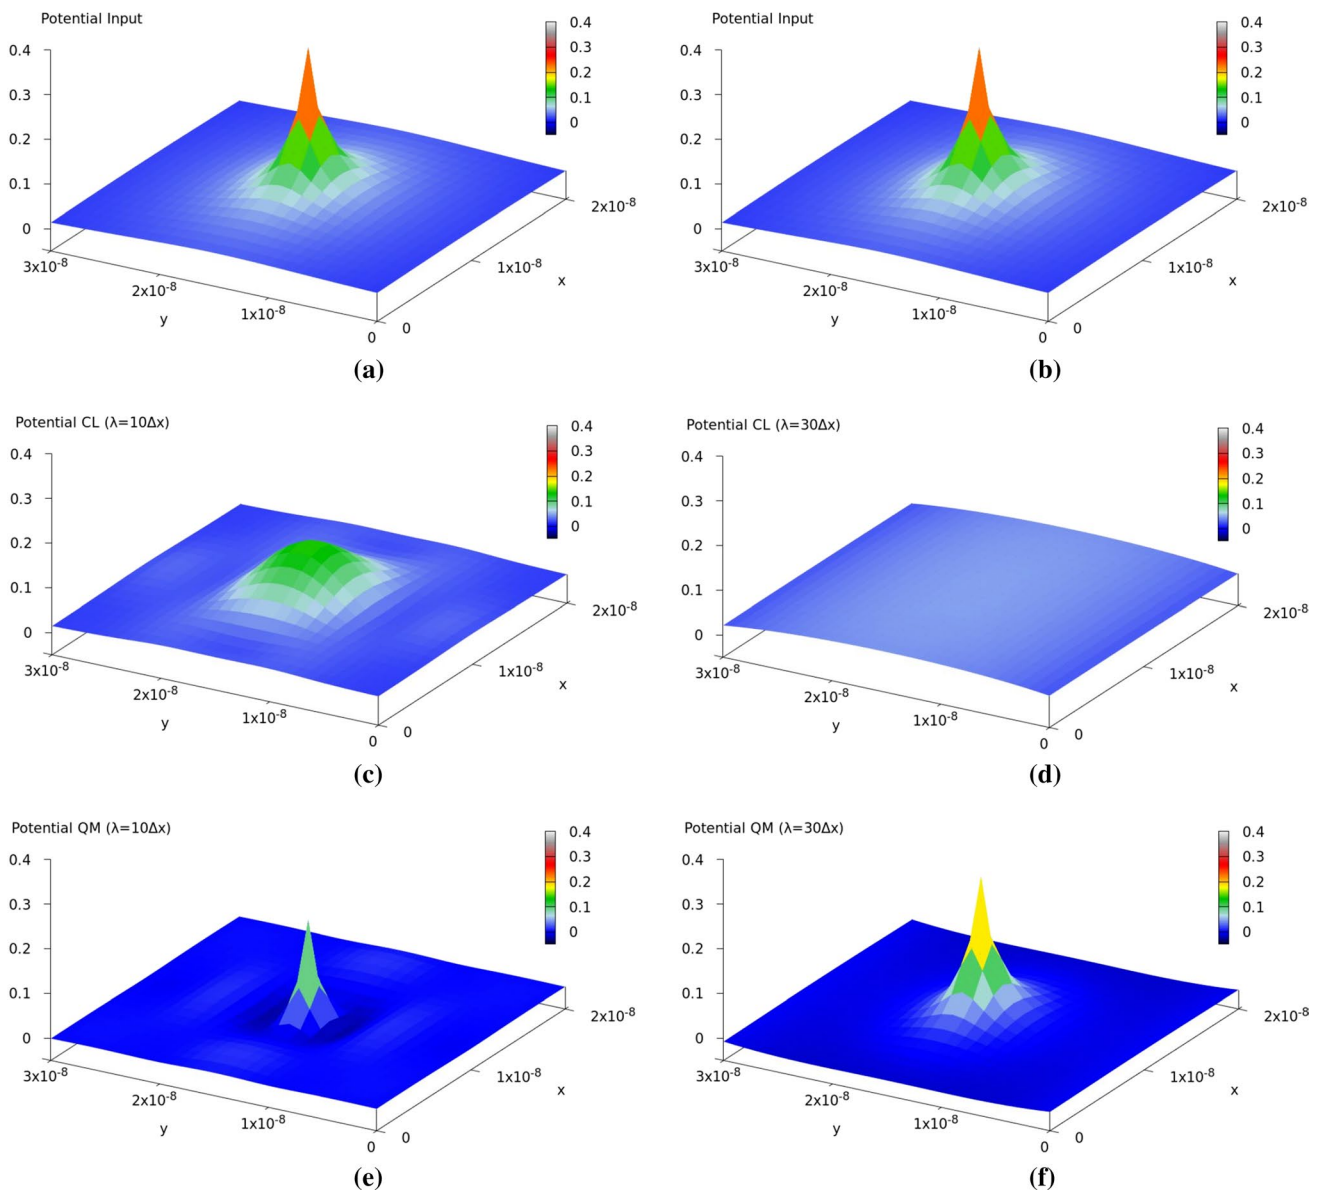 Potential Input
0.4
0.3
0.2
0.1
0
0.4
0.3
0.2
0.1
0
3x10-8
2x10-8
1x10-8
0
y
0
1x10-8
2x10-8
x
(a)
Potential Input
0.4
0.3
0.2
0.1
0
0.4
0.3
0.2
0.1
0
3x10-8
2x10-8
1x10-8
0
y
0
1x10-8
2x10-8
x
(b)
Potential CL (λ=10Δx)
0.4
0.3
0.2
0.1
0
0.4
0.3
0.2
0.1
0
3x10-8
2x10-8
1x10-8
0
y
0
1x10-8
2x10-8
x
(c)
Potential CL (λ=30Δx)
0.4
0.3
0.2
0.1
0
0.4
0.3
0.2
0.1
0
3x10-8
2x10-8
1x10-8
0
y
0
1x10-8
2x10-8
x
(d)
Potential QM (λ=10Δx)
0.4
0.3
0.2
0.1
0
0.4
0.3
0.2
0.1
0
3x10-8
2x10-8
1x10-8
0
y
0
1x10-8
2x10-8
x
(e)
Potential QM (λ=30Δx)
0.4
0.3
0.2
0.1
0
0.4
0.3
0.2
0.1
0
3x10-8
2x10-8
1x10-8
0
y
0
1x10-8
2x10-8
x
(f)